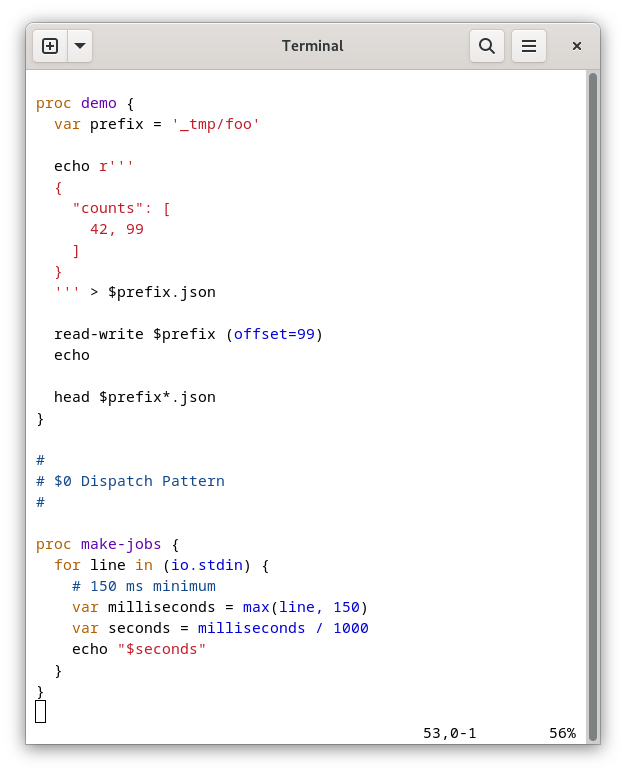 Terminal
proc demo {
  var prefix = '_tmp/foo'
  echo r'''
  {
    "counts": [
      42, 99
    ]
  }
  ''' > $prefix.json
  read-write $prefix (offset=99)
  echo
  head $prefix*.json
}
#
# $0 Dispatch Pattern
#
proc make-jobs {
  for line in (io.stdin) {
    # 150 ms minimum
    var milliseconds = max(line, 150)
    var seconds = milliseconds / 1000
    echo "$seconds"
  }
}
53,0-1 56%